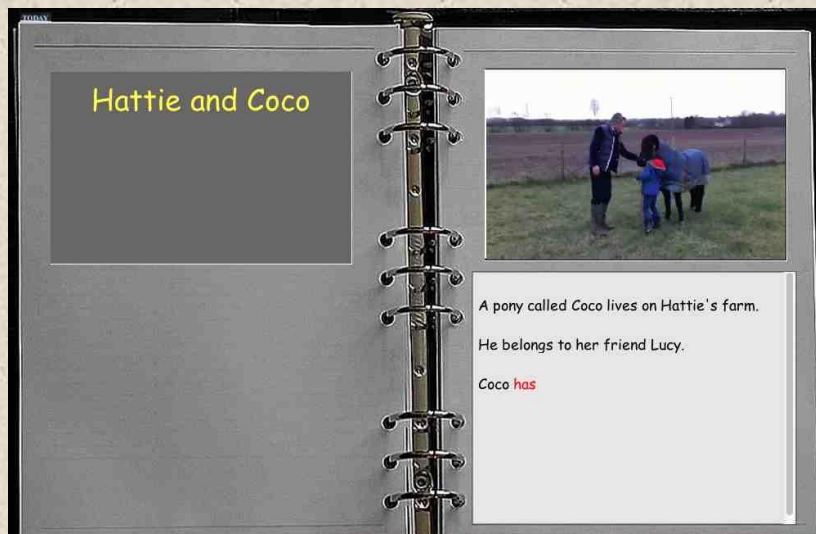 TODAY
Hattie and Coco
A pony called Coco lives on Hattie's farm.
He belongs to her friend Lucy.
Coco has